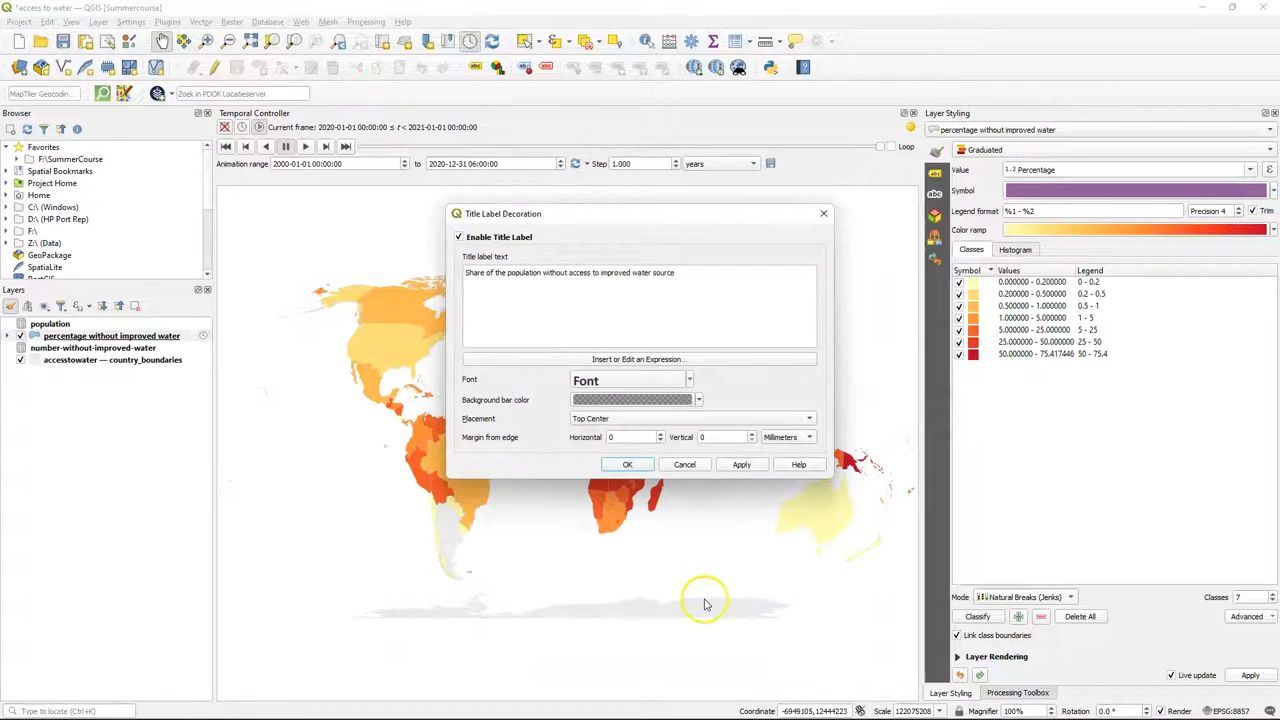 *access to water — QGIS [Summercourse]
Project Edit View Layer Settings Plugins Vector Raster Database Web Mesh Processing Help
MapTiler Geocodin...
Zoek in PDOK Locatieserver
Browser
Favorites
F:\SummerCourse
Spatial Bookmarks
Project Home
Home
C:\ (Windows)
D:\ (HP Port Rep)
F:\
Z:\ (Data)
GeoPackage
SpatiaLite
Layers
population
percentage without improved water
number-without-improved-water
accesstowater — country_boundaries
Temporal Controller
Current frame: 2020-01-01 00:00:00 ≤ t < 2021-01-01 00:00:00
Loop
Animation range 2000-01-01 00:00:00 to 2020-12-31 06:00:00 Step 1.000 years
Title Label Decoration
Enable Title Label
Title label text
Share of the population without access to improved water source
Insert or Edit an Expression...
Font Font
Background bar color
Placement Top Center
Margin from edge Horizontal 0 Vertical 0 Millimeters
OK Cancel Apply Help
Layer Styling
percentage without improved water
Graduated
Value 1.2 Percentage
Symbol
Legend format %1 - %2 Precision 4 Trim
Color ramp
Classes Histogram
Symbol Values Legend
0.000000 - 0.200000 0 - 0.2
0.200000 - 0.500000 0.2 - 0.5
0.500000 - 1.000000 0.5 - 1
1.000000 - 5.000000 1 - 5
5.000000 - 25.000000 5 - 25
25.000000 - 50.000000 25 - 50
50.000000 - 75.417446 50 - 75.4
Mode Natural Breaks (Jenks) Classes 7
Classify Delete All Advanced
Link class boundaries
Layer Rendering
Live update Apply
Layer Styling Processing Toolbox
Type to locate (Ctrl+K)
Coordinate -6949105,12444223 Scale 122075208 Magnifier 100% Rotation 0.0 ° Render EPSG:8857